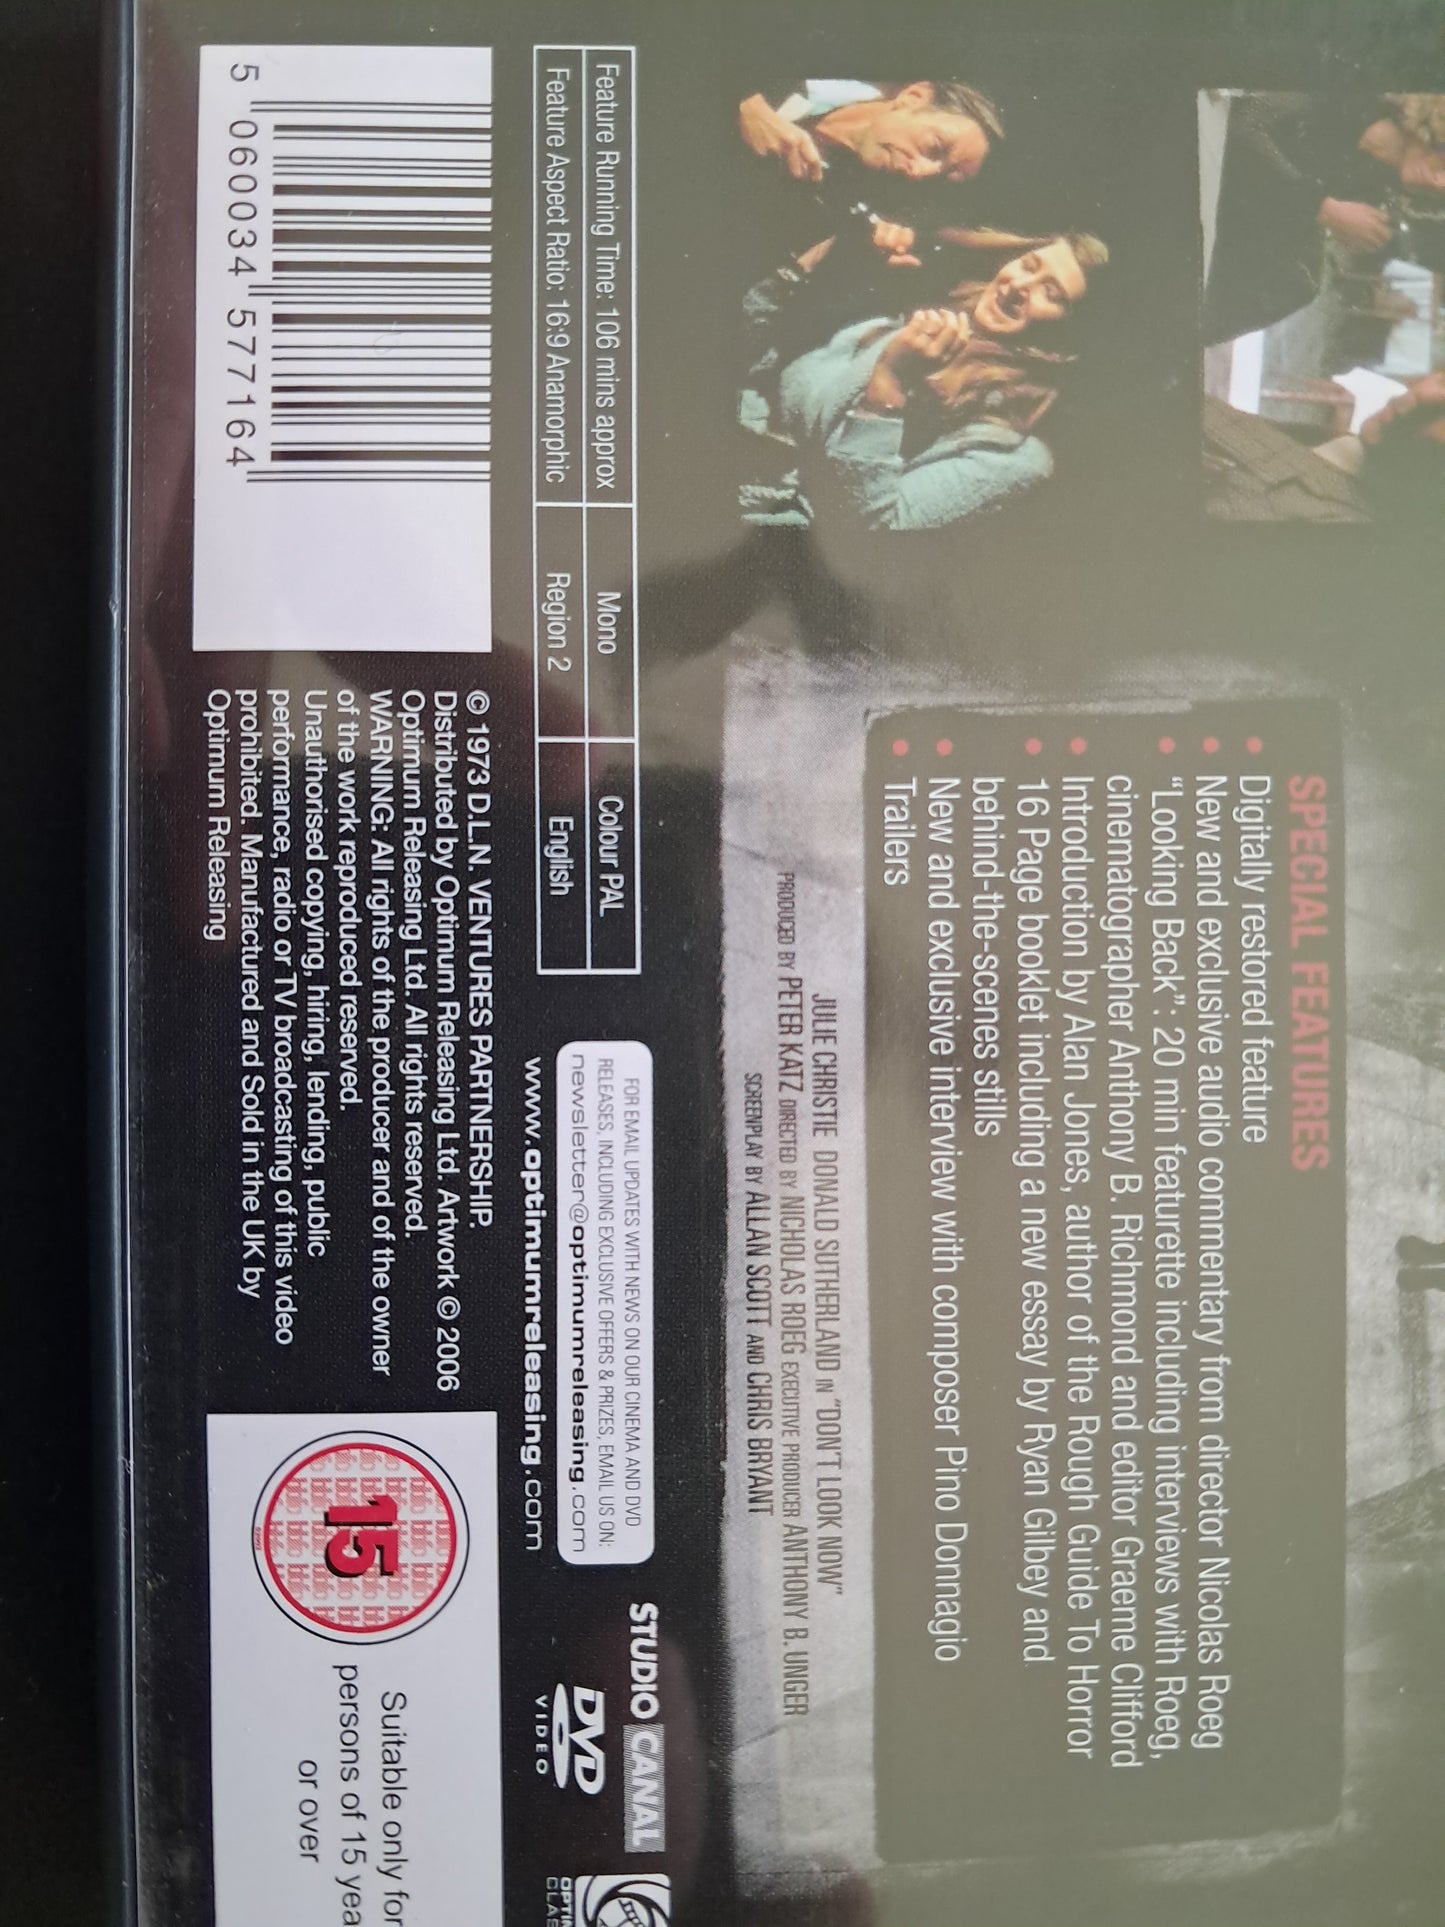 SPECIAL FEATURES
• Digitally restored feature
• New and exclusive audio commentary from director Nicolas Roeg
• “Looking Back”: 20 min featurette including interviews with Roeg,
cinematographer Anthony B. Richmond and editor Graeme Clifford
• Introduction by Alan Jones, author of the Rough Guide To Horror
• 16 Page booklet including a new essay by Ryan Gilbey and
behind-the-scenes stills
• New and exclusive interview with composer Pino Donnagio
• Trailers
JULIE CHRISTIE DONALD SUTHERLAND IN "DON'T LOOK NOW"
PRODUCED BY PETER KATZ DIRECTED BY NICHOLAS ROEG EXECUTIVE PRODUCER ANTHONY B. UNGER
SCREENPLAY BY ALLAN SCOTT AND CHRIS BRYANT
Feature Running Time: 106 mins approx
Mono
Colour PAL
Feature Aspect Ratio: 16:9 Anamorphic
Region 2
English
FOR EMAIL UPDATES WITH NEWS ON OUR CINEMA AND DVD
RELEASES, INCLUDING EXCLUSIVE OFFERS & PRIZES, EMAIL US ON:
newsletter@optimumreleasing.com
www.optimumreleasing.com
STUDIO CANAL
DVD
VIDEO
5 060034 577164
© 1973 D.L.N. VENTURES PARTNERSHIP.
Distributed by Optimum Releasing Ltd. Artwork © 2006
Optimum Releasing Ltd. All rights reserved.
WARNING: All rights of the producer and of the owner
of the work reproduced reserved.
Unauthorised copying, hiring, lending, public
performance, radio or TV broadcasting of this video
prohibited. Manufactured and Sold in the UK by
Optimum Releasing
15
Suitable only for
persons of 15 yea
or over